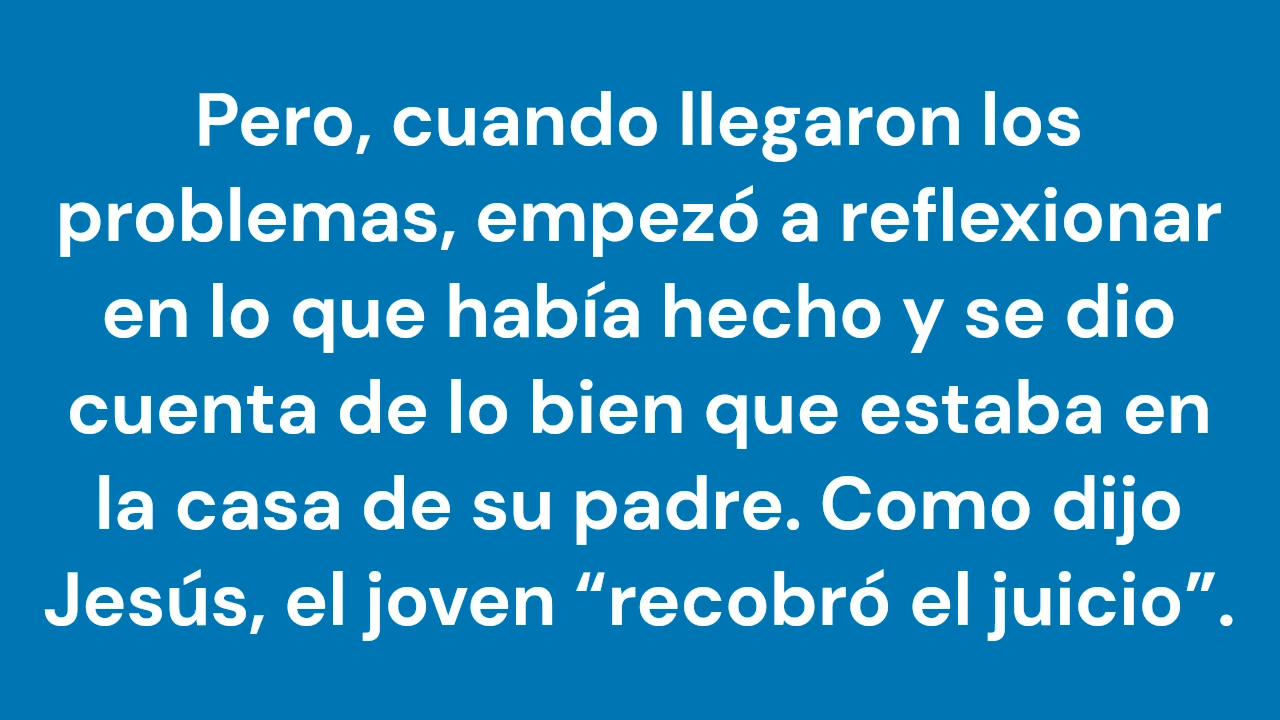 Pero, cuando llegaron los
problemas, empezó a reflexionar
en lo que había hecho y se dio
cuenta de lo bien que estaba en
la casa de su padre. Como dijo
Jesús, el joven “recobró el juicio”.